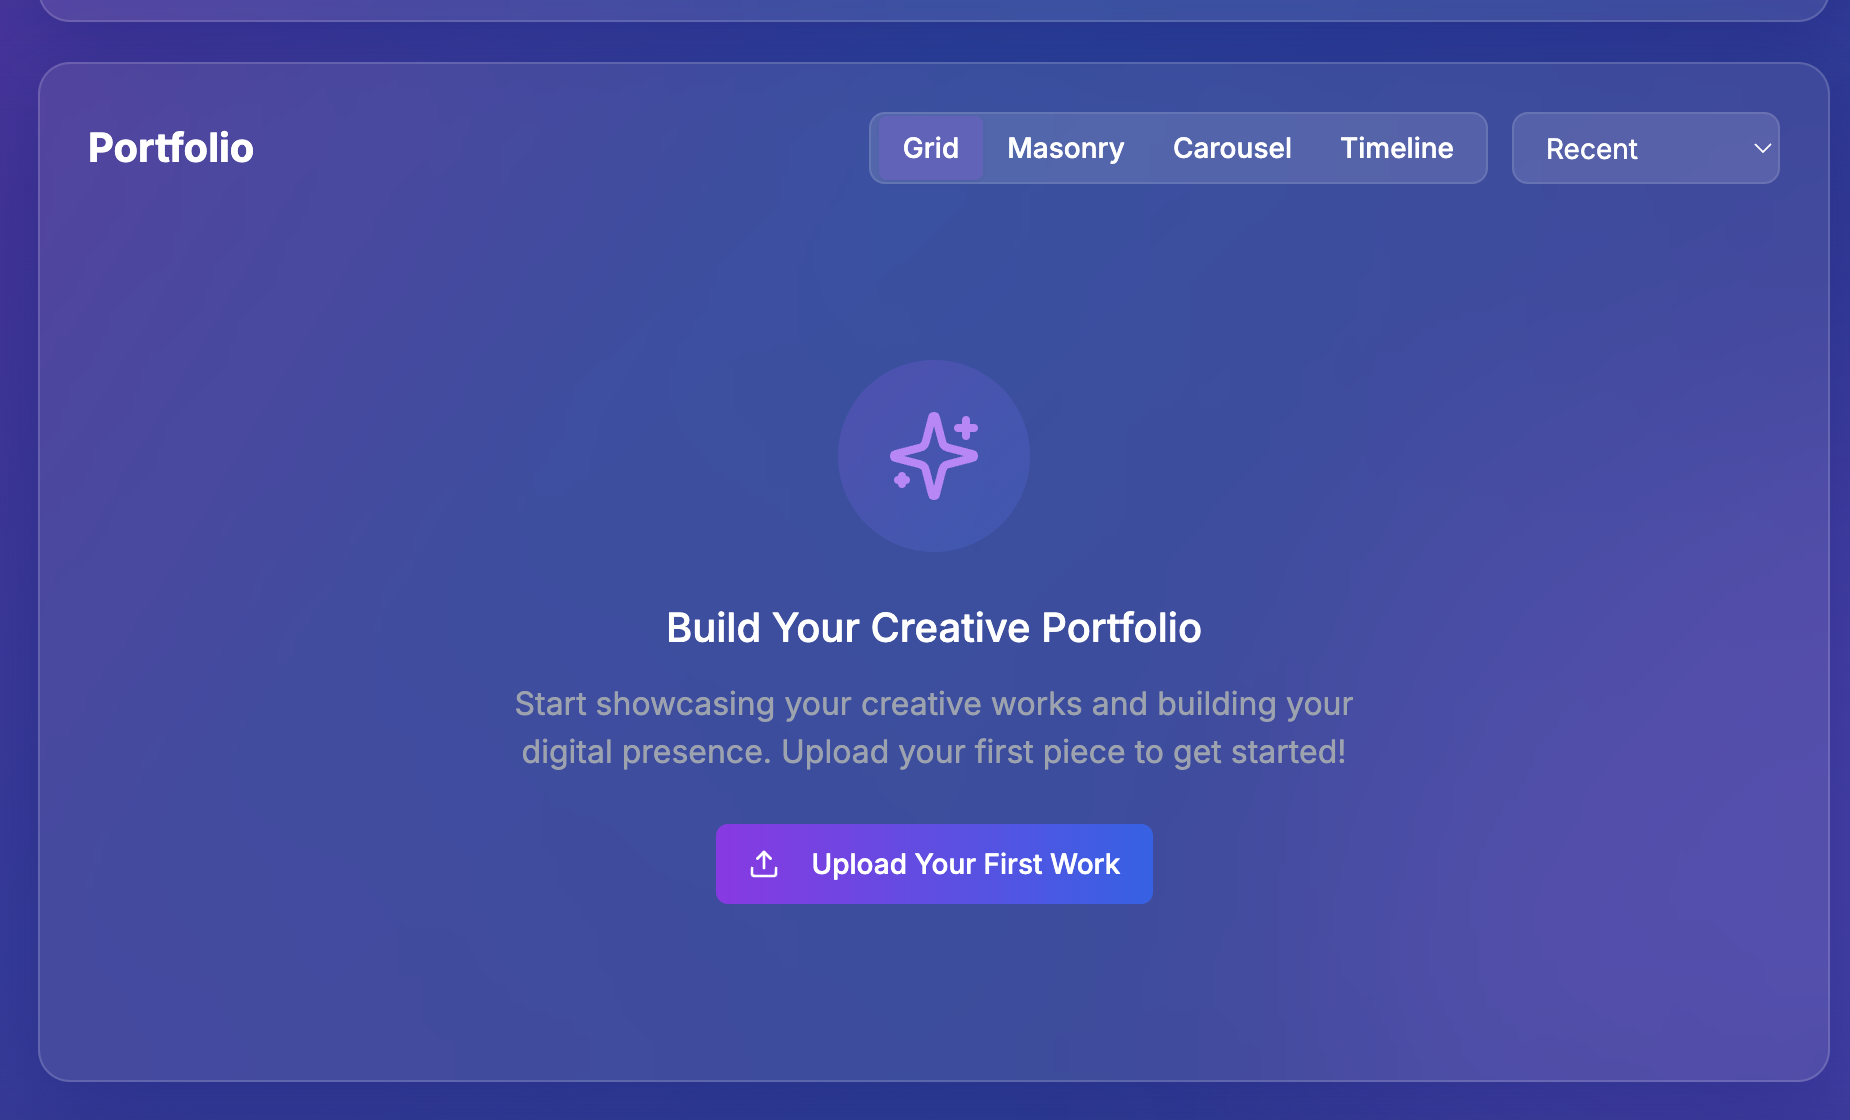 Portfolio
Grid
Masonry
Carousel
Timeline
Recent
Build Your Creative Portfolio
Start showcasing your creative works and building your
digital presence. Upload your first piece to get started!
Upload Your First Work